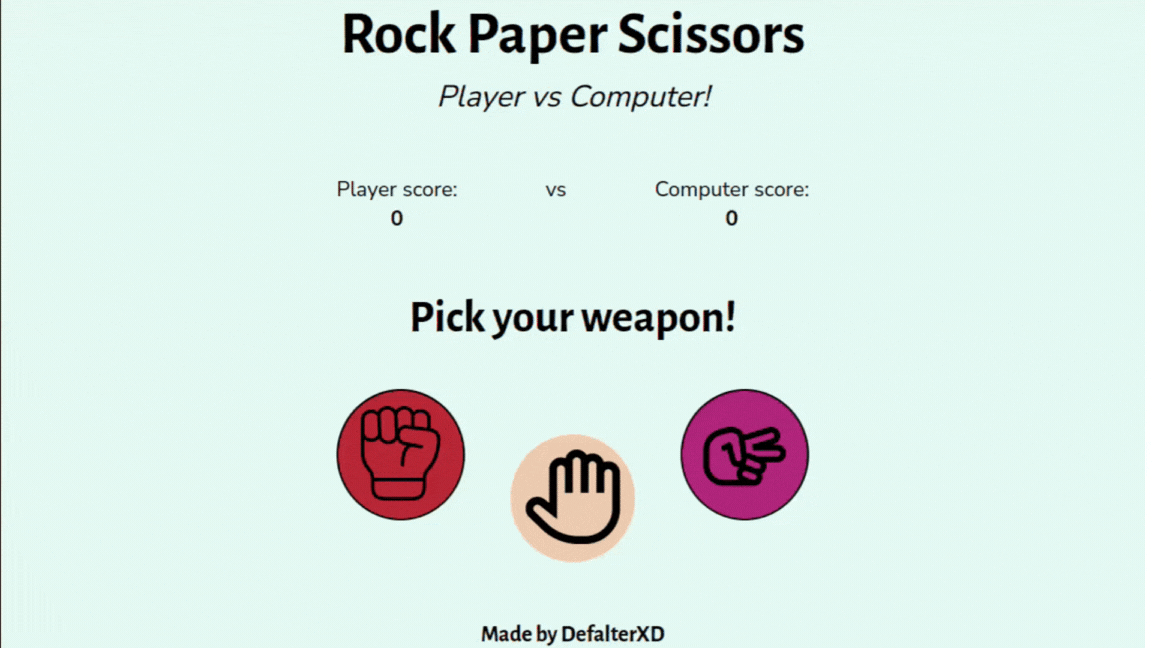 Rock Paper Scissors
Player vs Computer!
Player score: vs Computer score:
0 0
Pick your weapon!
Made by DefalterXD